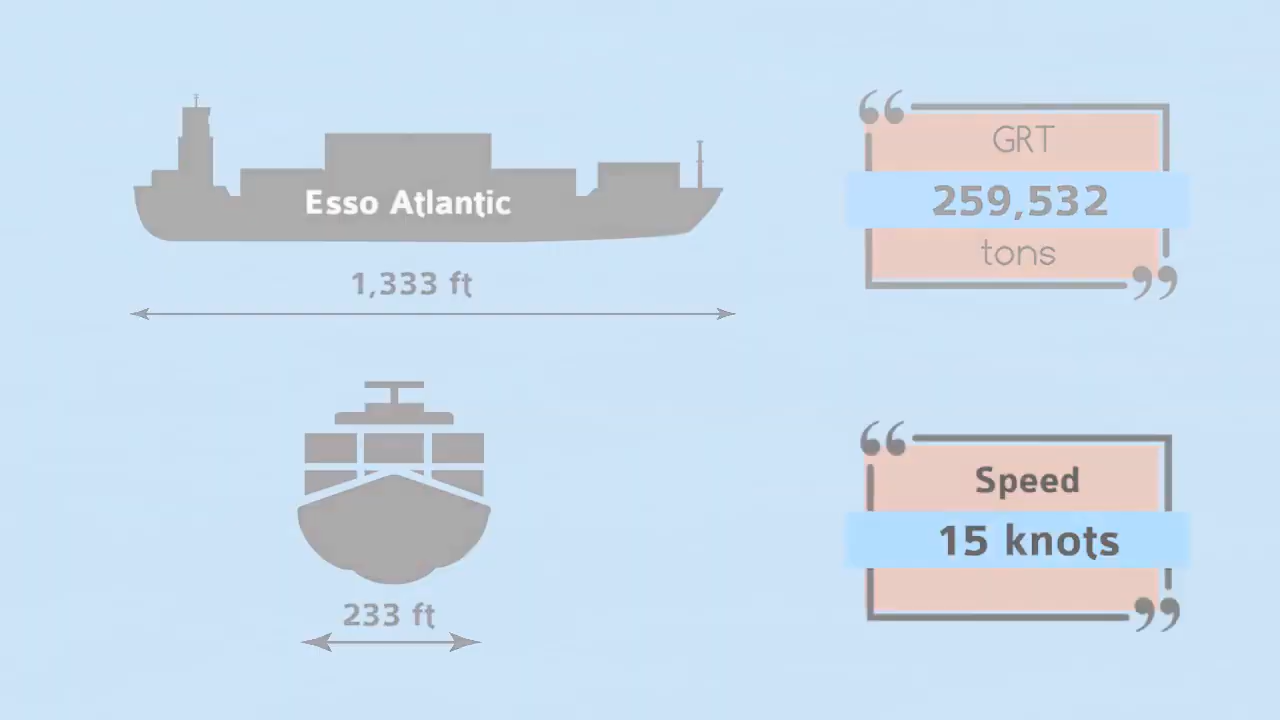 Esso Atlantic
1,333 ft
233 ft
GRT
259,532
tons
Speed
15 knots